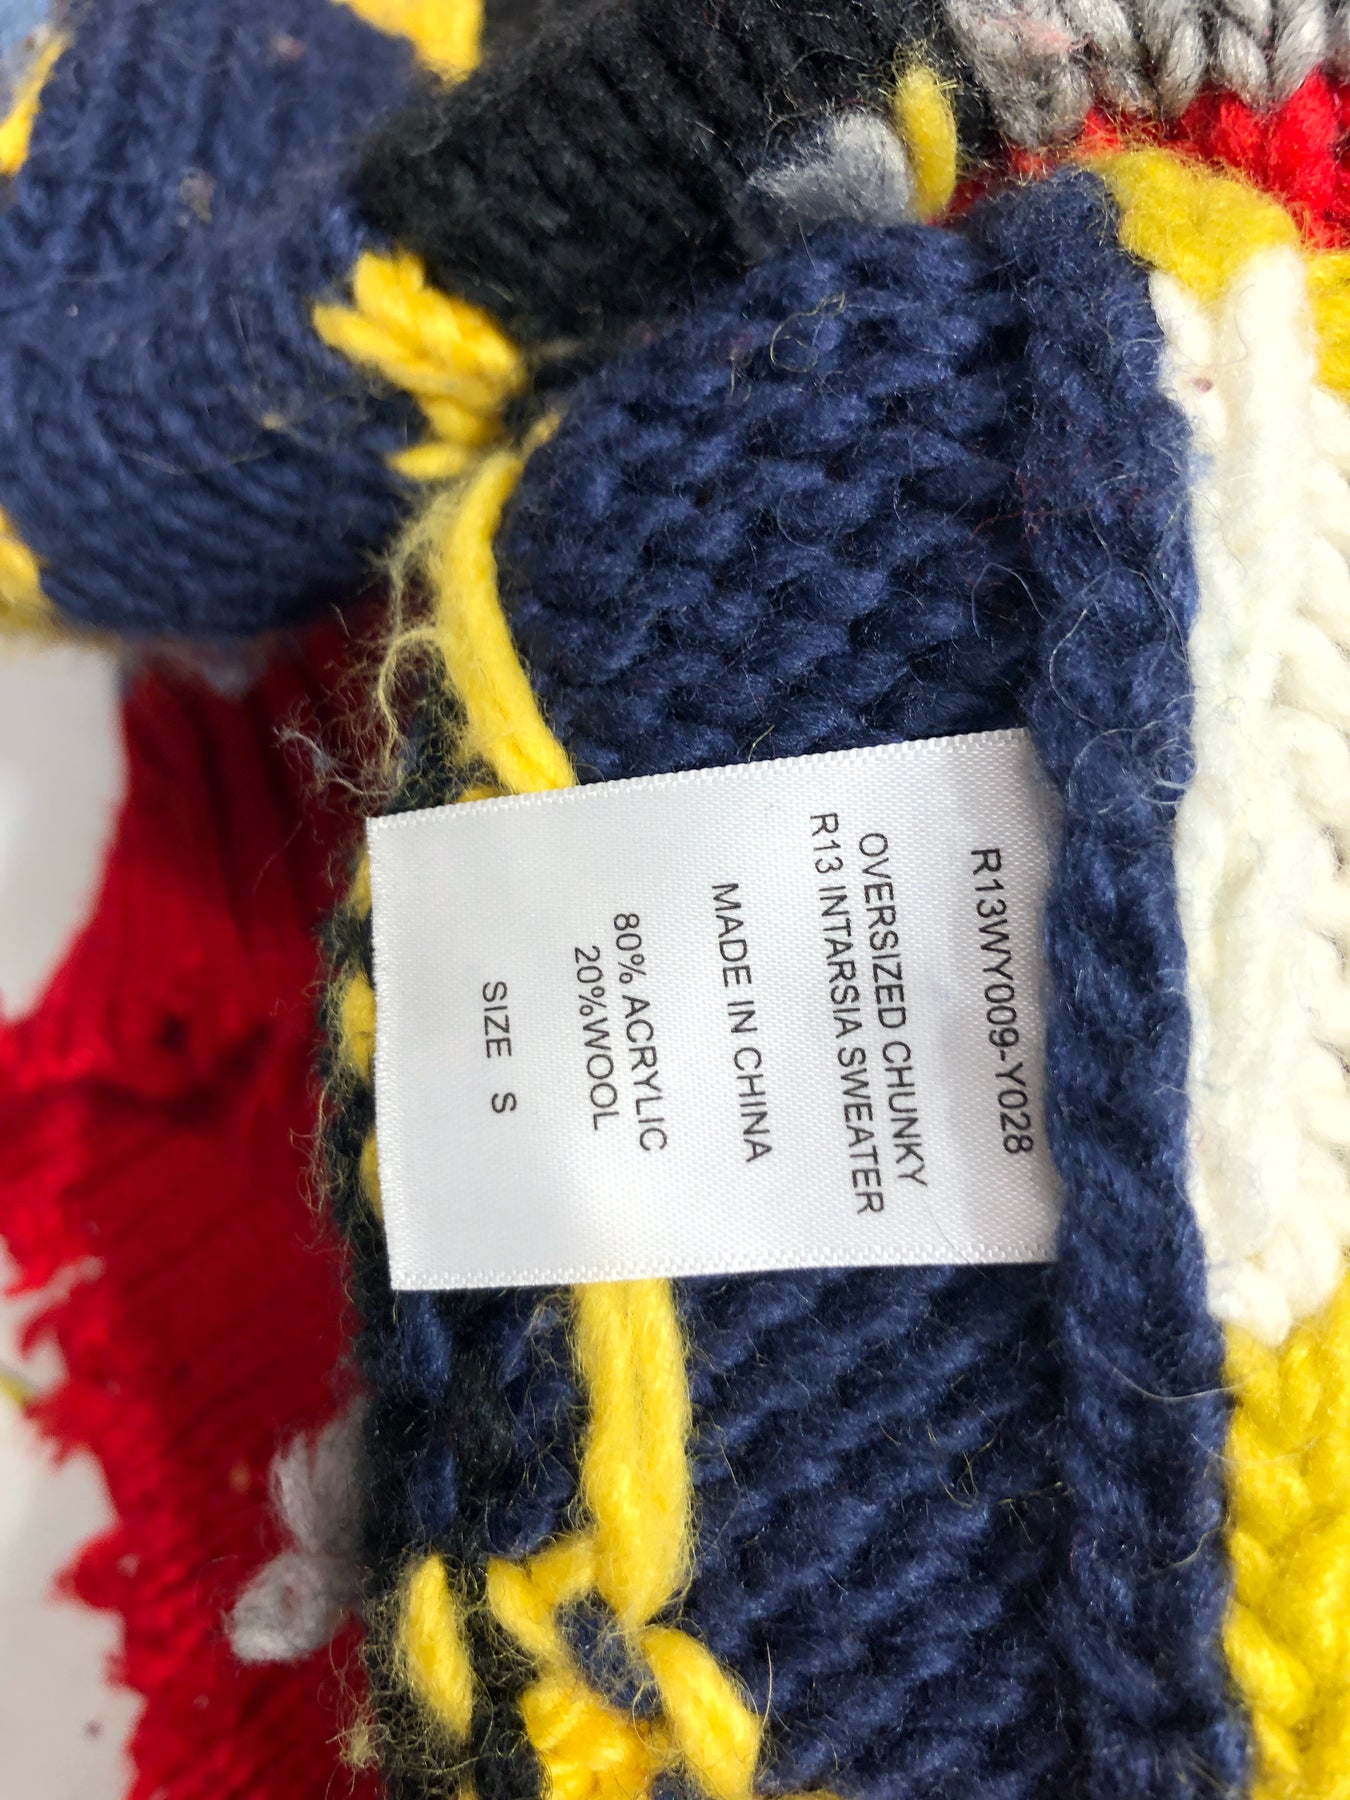 R13WY009-Y028
OVERSIZED CHUNKY
R13 INTARSIA SWEATER
MADE IN CHINA
80% ACRYLIC
20%WOOL
SIZE S